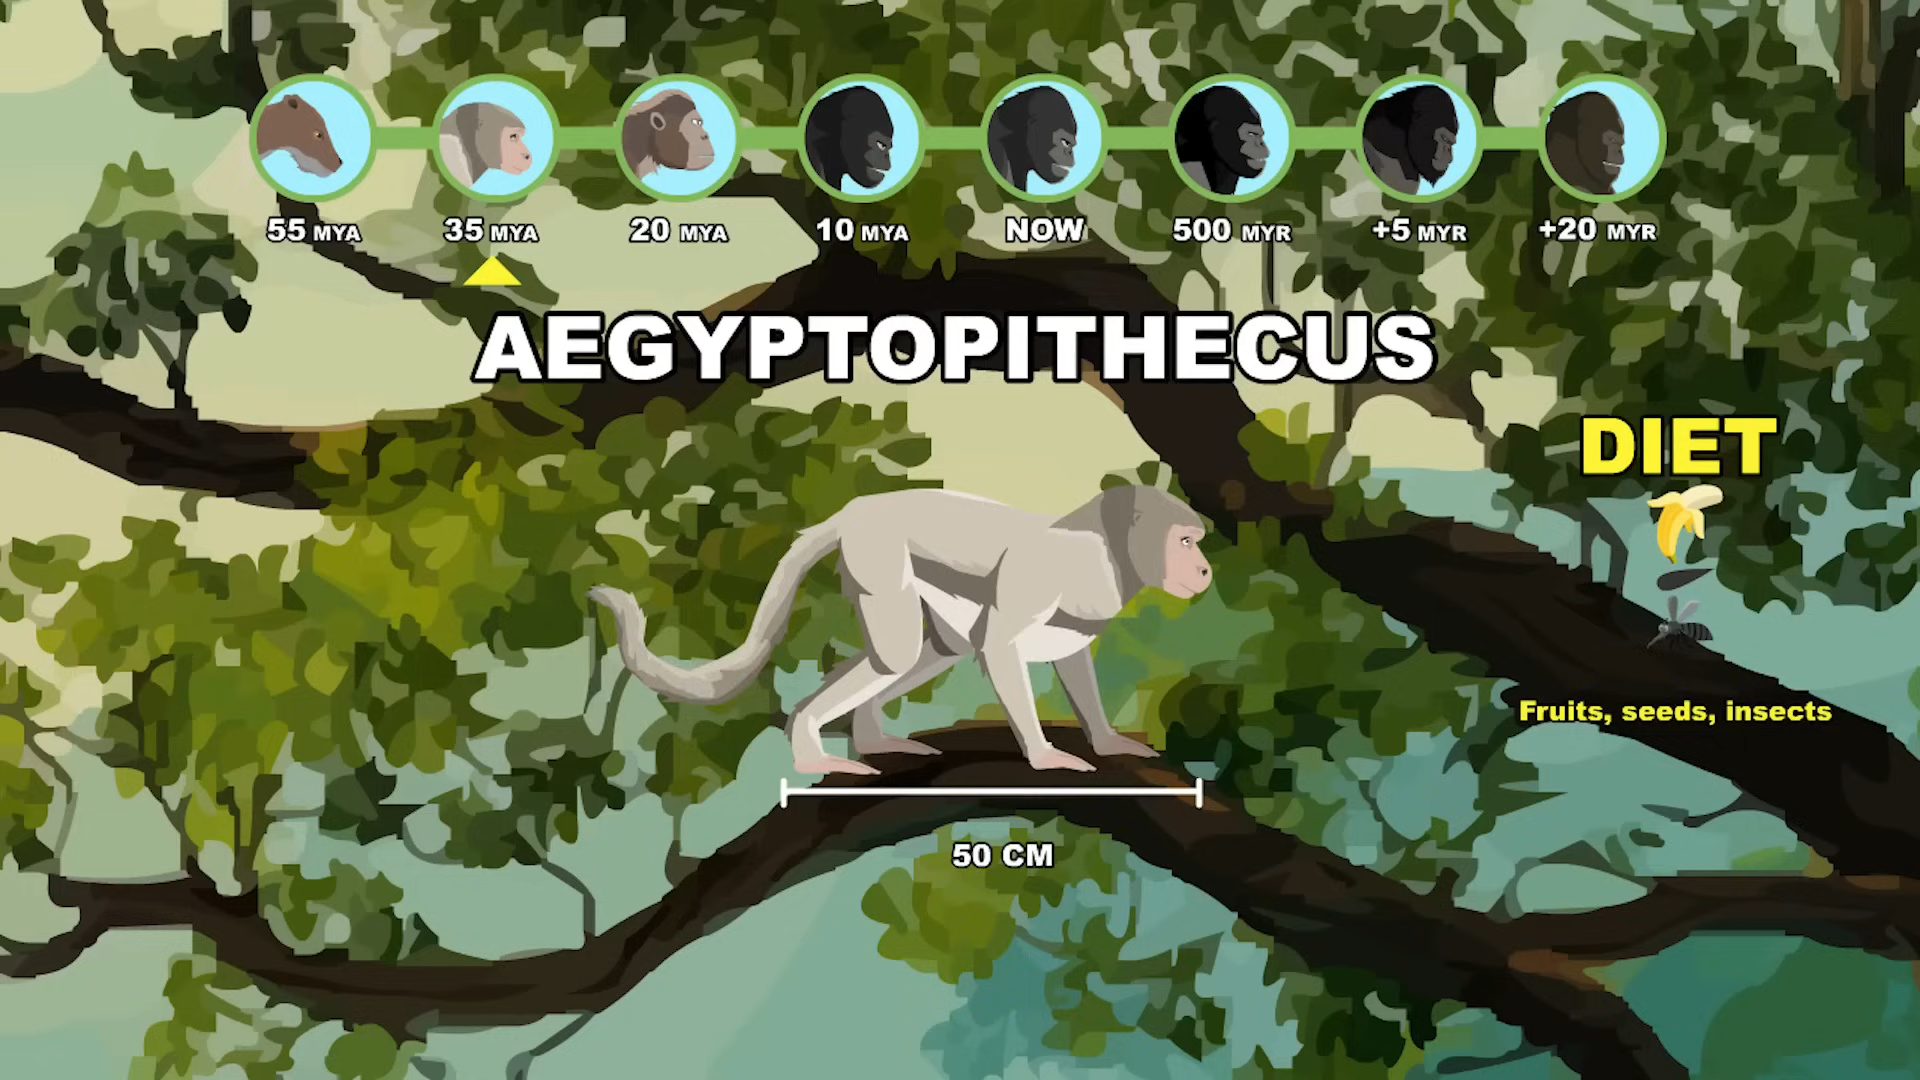 55 MYA
35 MYA
20 MYA
10 MYA
NOW
500 MYR
+5 MYR
+20 MYR
AEGYPTOPITHECUS
DIET
Fruits, seeds, insects
50 CM